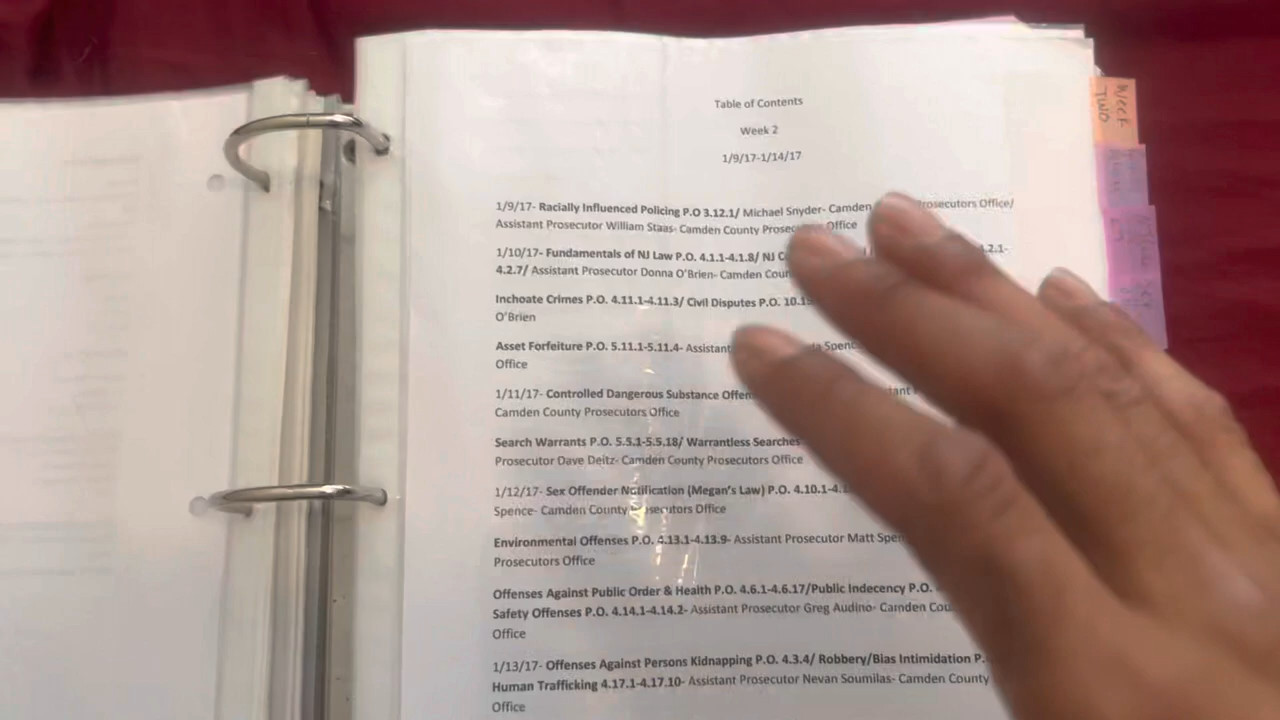 Table of Contents
Week 2
1/9/17-1/14/17
1/9/17- Racially Influenced Policing P.O 3.12.1/ Michael Snyder- Camden Prosecutors Office/
Assistant Prosecutor William Staas- Camden County Office
1/10/17- Fundamentals of NJ Law P.O. 4.1.1-4.1.8/ NJ
4.2.7/ Assistant Prosecutor Donna O'Brien- Camden
Inchoate Crimes P.O. 4.11.1-4.11.3/ Civil Disputes P.O.
O'Brien
Asset Forfeiture P.O. 5.11.1-5.11.4- Assistant
Office
1/11/17- Controlled Dangerous Substance
Camden County Prosecutors Office
Search Warrants P.O. 5.5.1-5.5.18/ Warrantless Searches
Prosecutor Dave Deitz- Camden County Prosecutors Office
1/12/17- Sex Offender Notification (Megan's Law) P.O.
Spence- Camden County Prosecutors Office
Environmental Offenses P.O. 4.13.1-4.13.9- Assistant Prosecutor Matt
Prosecutors Office
Offenses Against Public Order & Health P.O. 4.6.1-4.6.17/Public Indecency P.O.
Safety Offenses P.O. 4.14.1-4.14.2- Assistant Prosecutor Greg Audino- Camden
Office
1/13/17- Offenses Against Persons Kidnapping P.O. 4.3.4/ Robbery/Bias Intimidation
Human Trafficking 4.17.1-4.17.10- Assistant Prosecutor Nevan Soumilas- Camden County
Office
Week
TWO